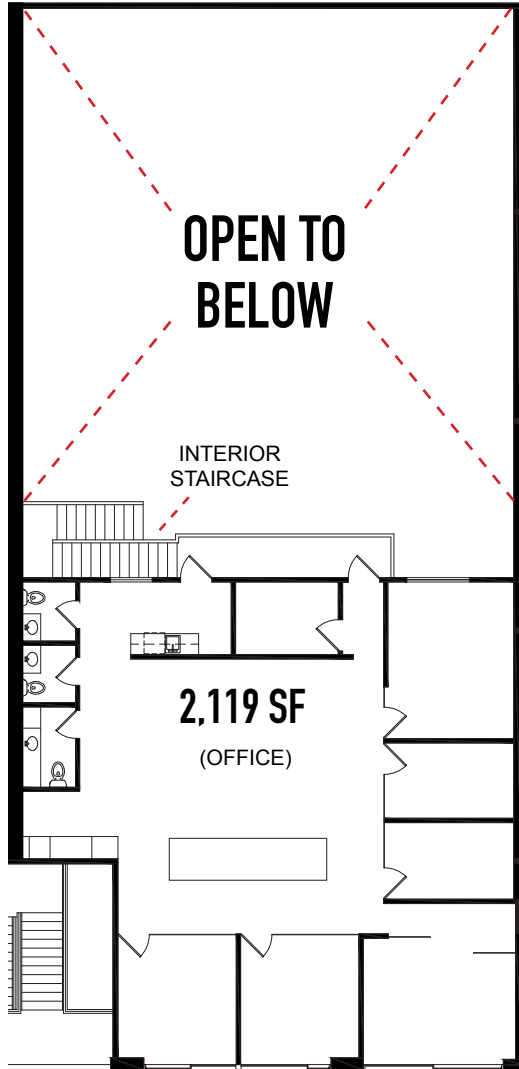 OPEN TO
BELOW
INTERIOR
STAIRCASE
2,119 SF
(OFFICE)